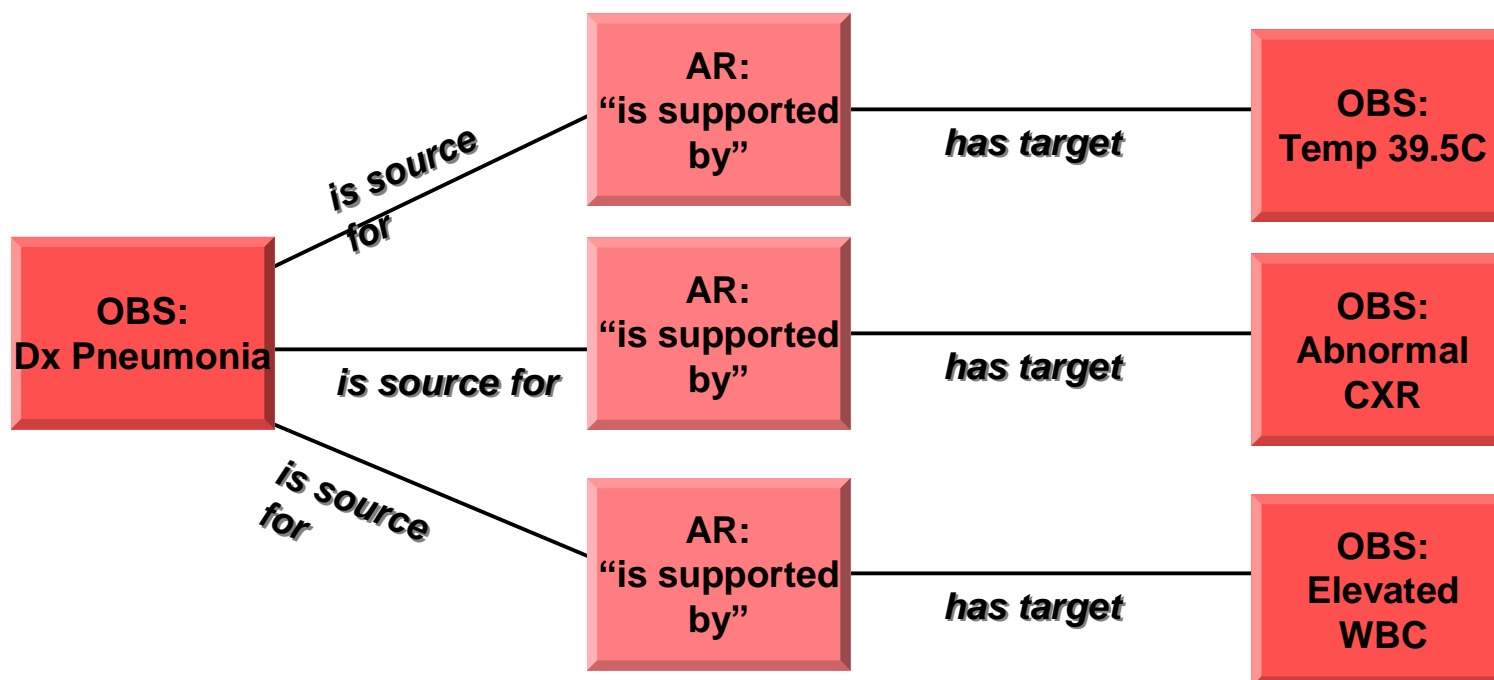 AR:
“is supported
by”
is source
for
has target
OBS:
Temp 39.5C
OBS:
Dx Pneumonia
is source for
AR:
“is supported
by”
has target
OBS:
Abnormal
CXR
is source
for
AR:
“is supported
by”
has target
OBS:
Elevated
WBC